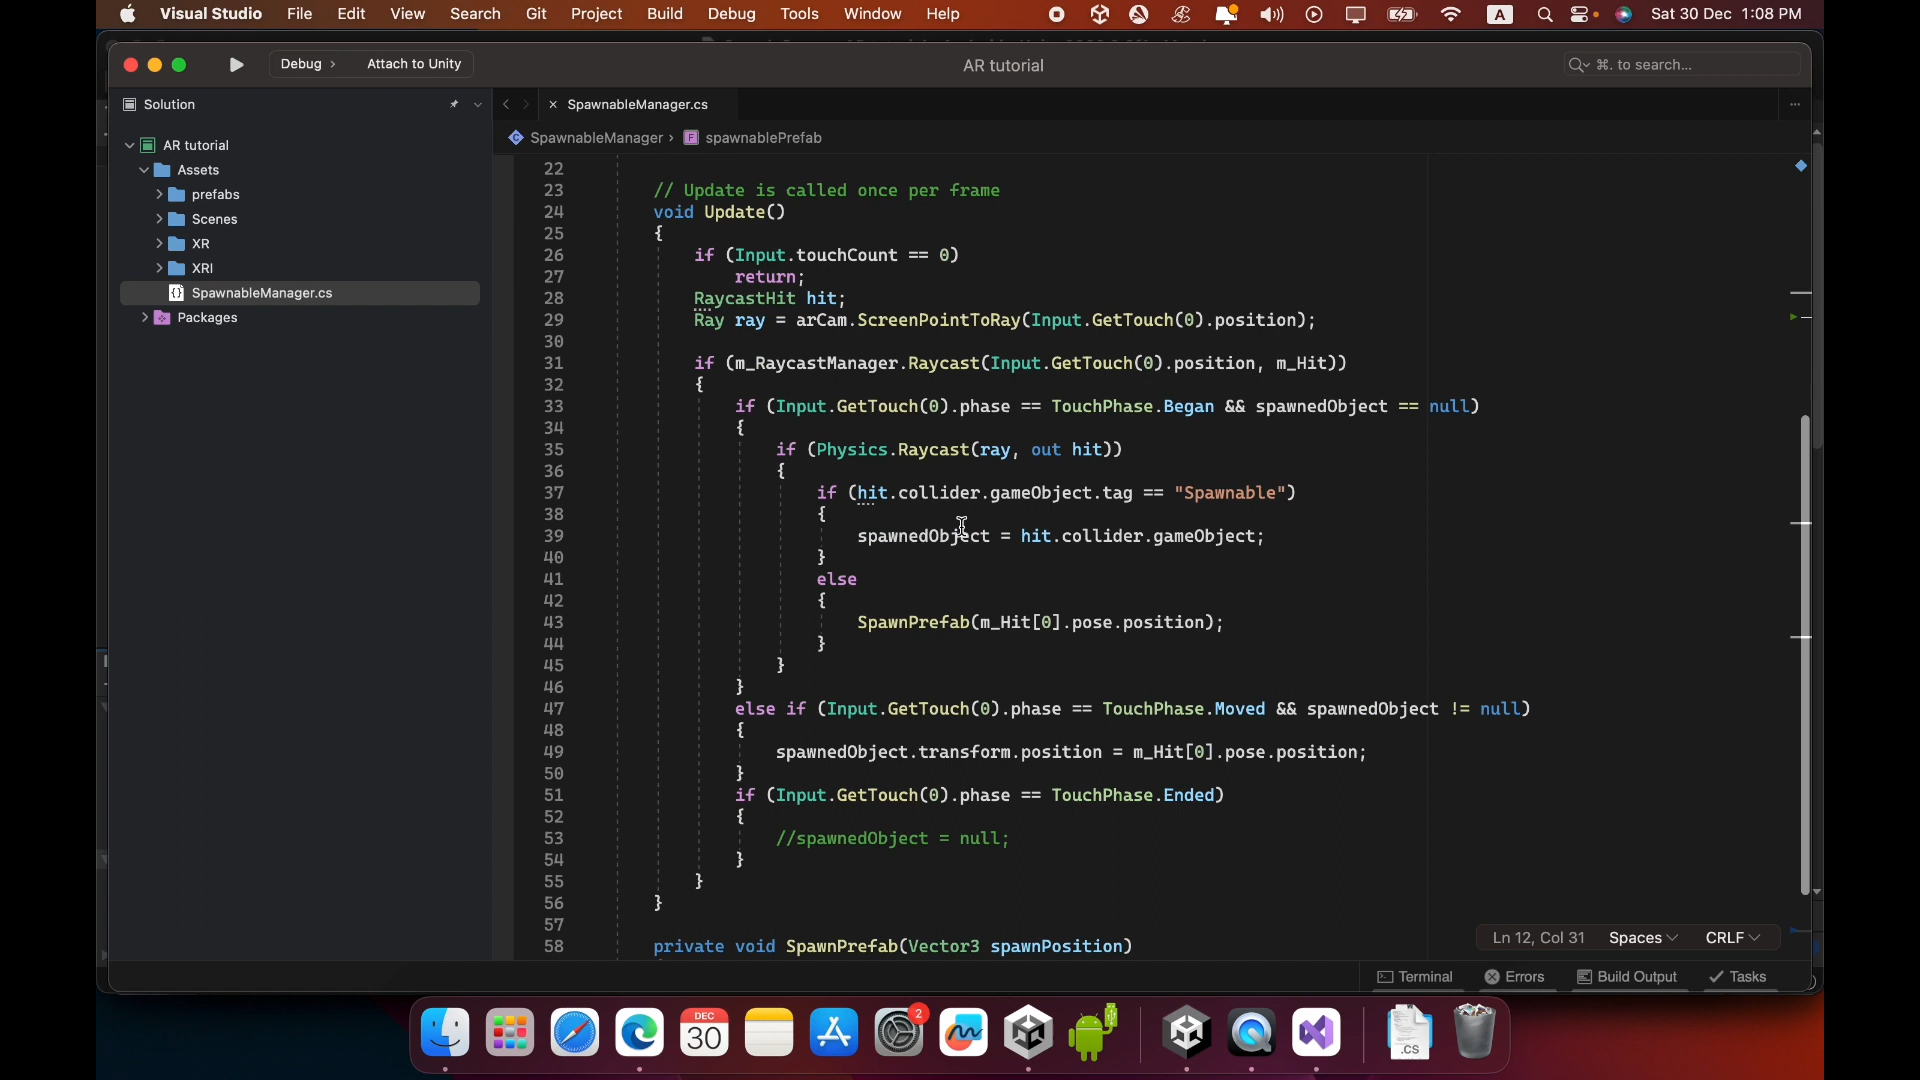 Visual Studio File Edit View Search Git Project Build Debug Tools Window Help A Sat 30 Dec 1:08 PM
Debug › Attach to Unity AR tutorial ⌘. to search...
Solution SpawnableManager.cs
SpawnableManager › F spawnablePrefab
AR tutorial
Assets
prefabs
Scenes
XR
XRI
SpawnableManager.cs
Packages
22
23 // Update is called once per frame
24 void Update()
25 {
26 if (Input.touchCount == 0)
27 return;
28 RaycastHit hit;
29 Ray ray = arCam.ScreenPointToRay(Input.GetTouch(0).position);
30
31 if (m_RaycastManager.Raycast(Input.GetTouch(0).position, m_Hit))
32 {
33 if (Input.GetTouch(0).phase == TouchPhase.Began && spawnedObject == null)
34 {
35 if (Physics.Raycast(ray, out hit))
36 {
37 if (hit.collider.gameObject.tag == "Spawnable")
38 {
39 spawnedObject = hit.collider.gameObject;
40 }
41 else
42 {
43 SpawnPrefab(m_Hit[0].pose.position);
44 }
45 }
46 }
47 else if (Input.GetTouch(0).phase == TouchPhase.Moved && spawnedObject != null)
48 {
49 spawnedObject.transform.position = m_Hit[0].pose.position;
50 }
51 if (Input.GetTouch(0).phase == TouchPhase.Ended)
52 {
53 //spawnedObject = null;
54 }
55 }
56 }
57
58 private void SpawnPrefab(Vector3 spawnPosition)
Ln 12, Col 31 Spaces CRLF
Terminal Errors Build Output Tasks
DEC
30
2
.CS